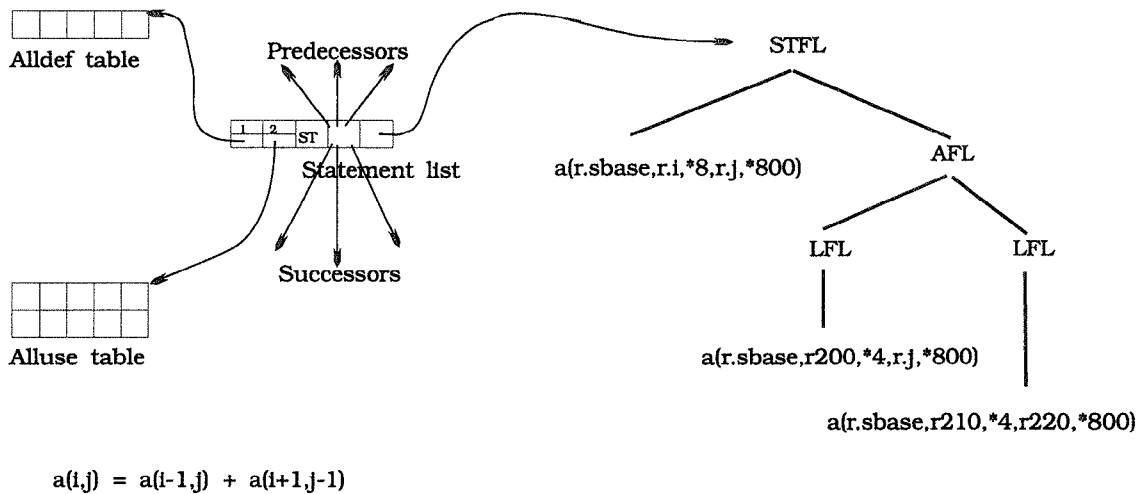 Alldef table
Predecessors
1 2 ST
Statement list
Successors
Alluse table
STFL
a(r.sbase,r.i,*8,r.j,*800)
AFL
LFL LFL
a(r.sbase,r200,*4,r.j,*800)
a(r.sbase,r210,*4,r220,*800)
a(i,j) = a(i-1,j) + a(i+1,j-1)